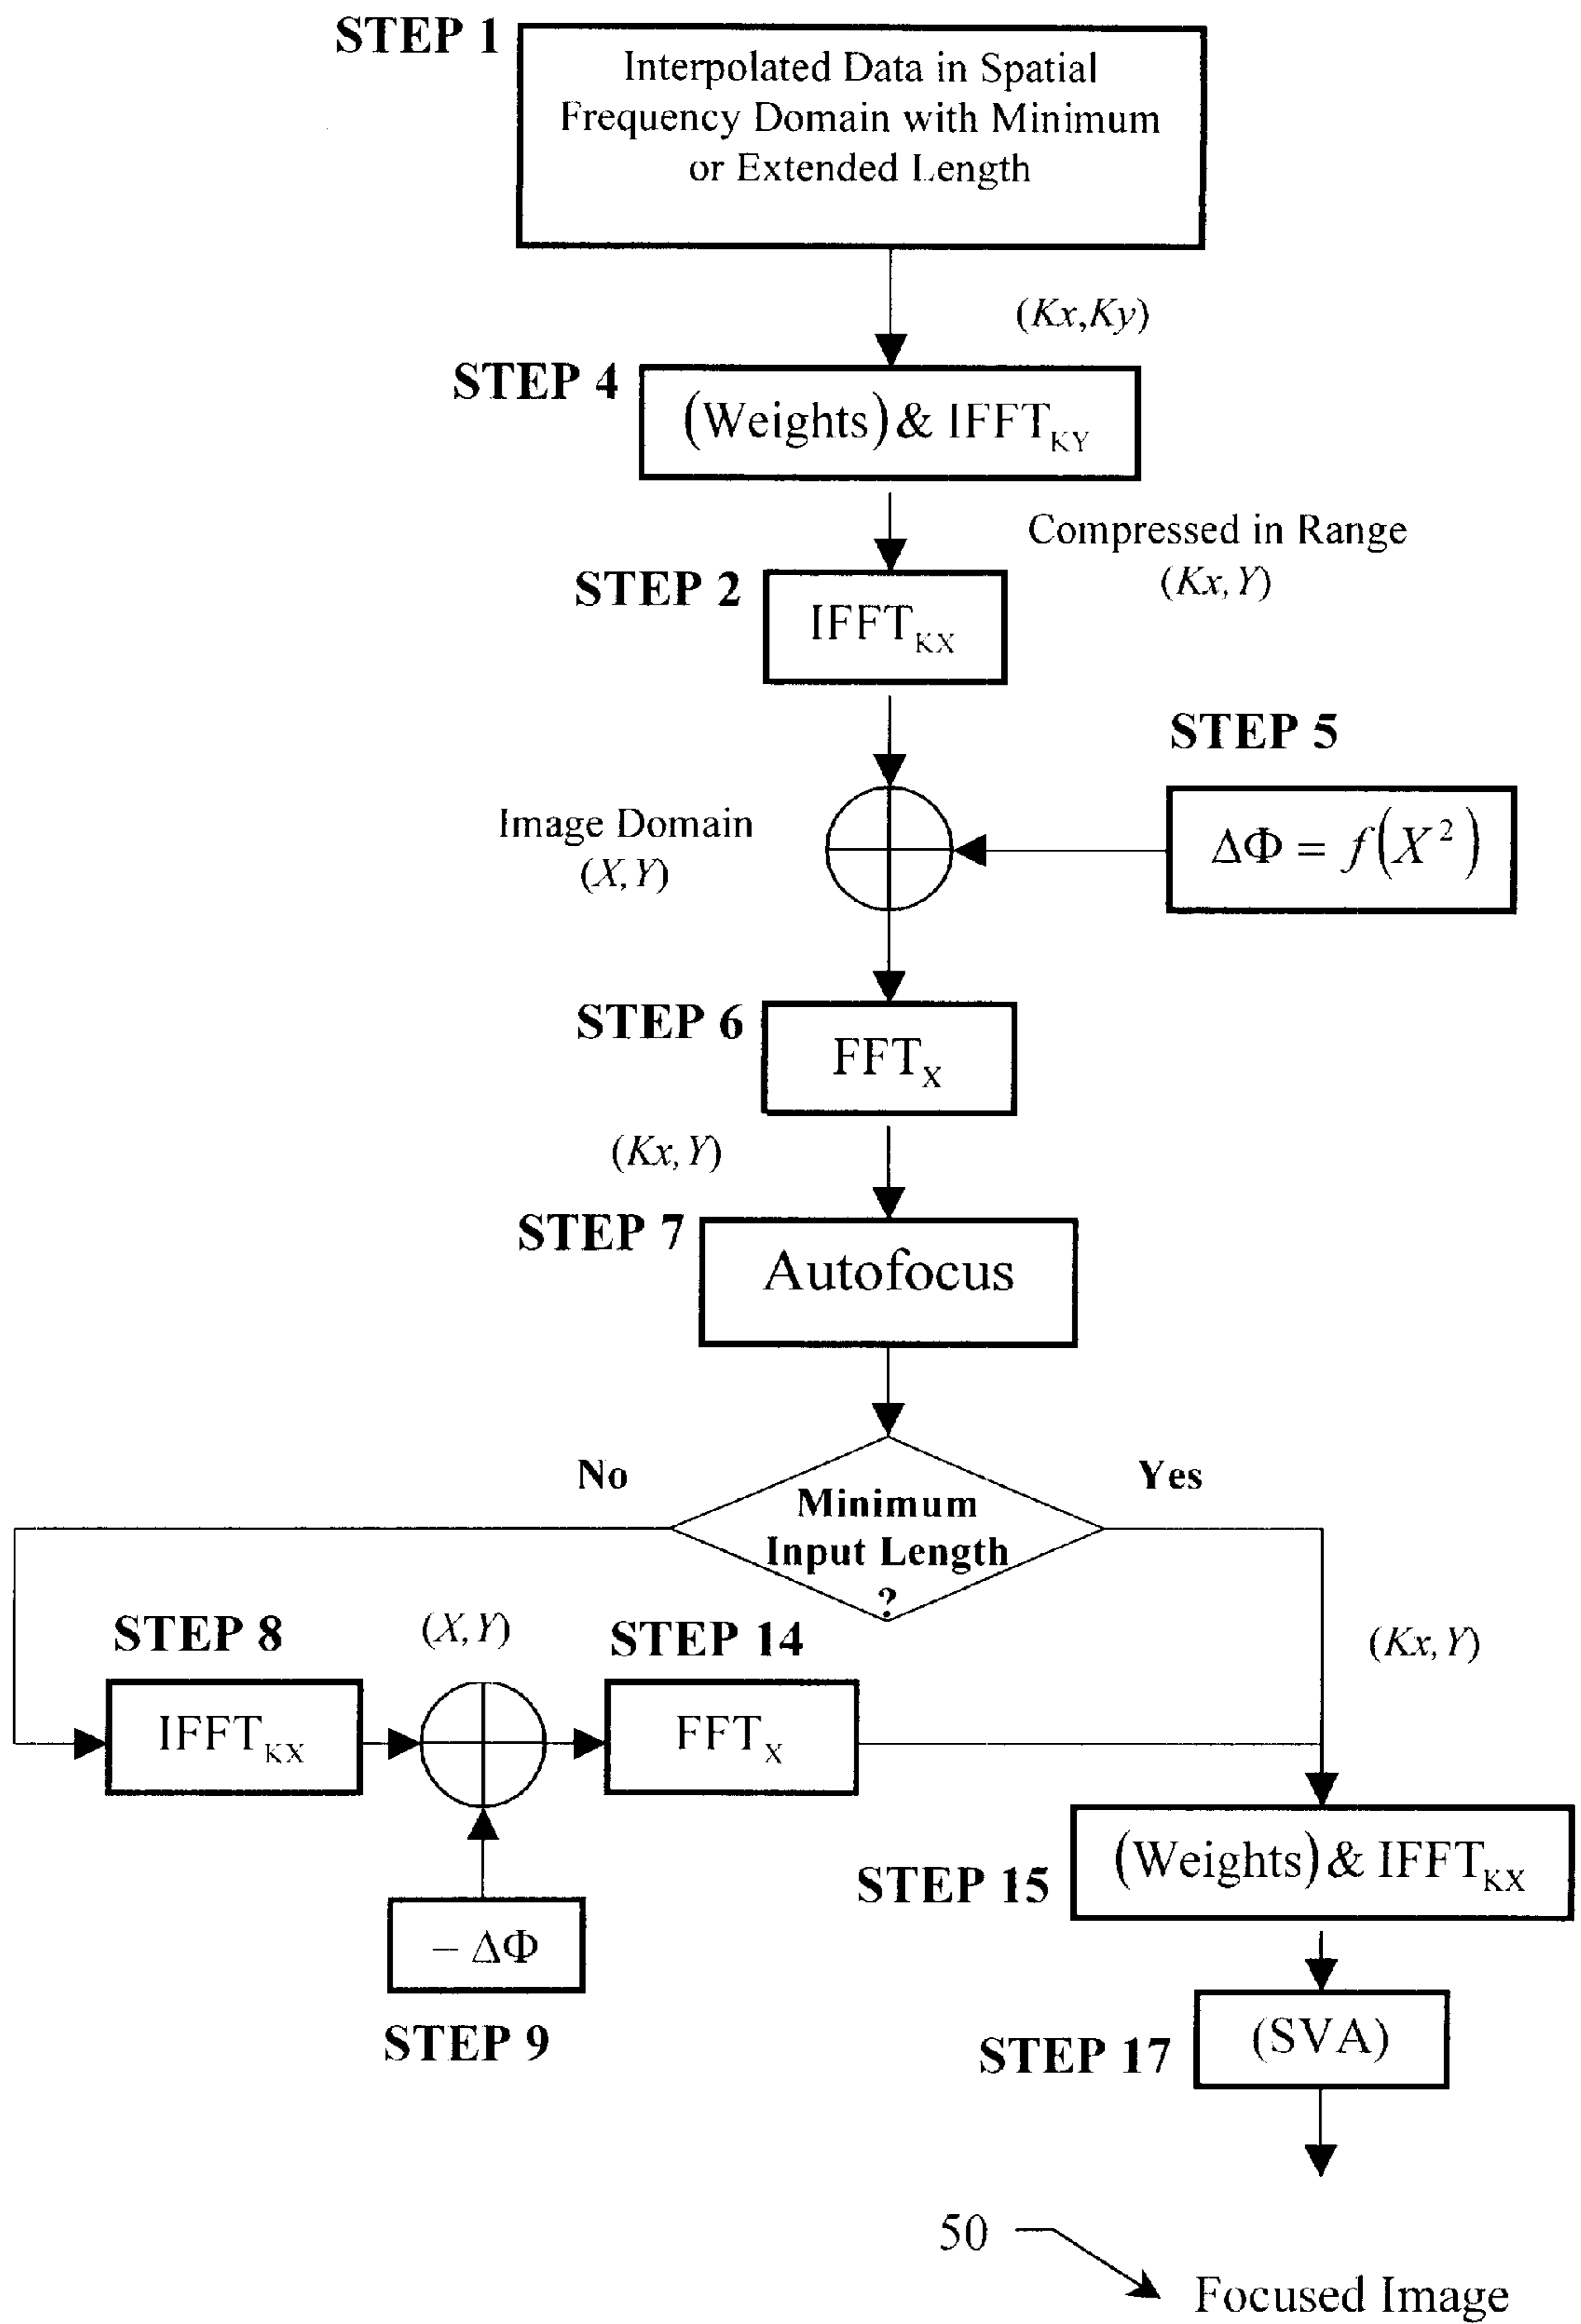 STEP 1
Interpolated Data in Spatial
Frequency Domain with Minimum
or Extended Length
(Kx,Ky)
STEP 4
(Weights) & IFFT_KY
Compressed in Range
(Kx, Y)
STEP 2
IFFT_KX
STEP 5
ΔΦ = f(X²)
Image Domain
(X, Y)
STEP 6
FFT_X
(Kx, Y)
STEP 7
Autofocus
No
Yes
Minimum
Input Length
?
STEP 8
(X, Y)
STEP 14
(Kx, Y)
IFFT_KX
FFT_X
(Weights) & IFFT_KX
STEP 15
− ΔΦ
STEP 9
(SVA)
STEP 17
50
Focused Image